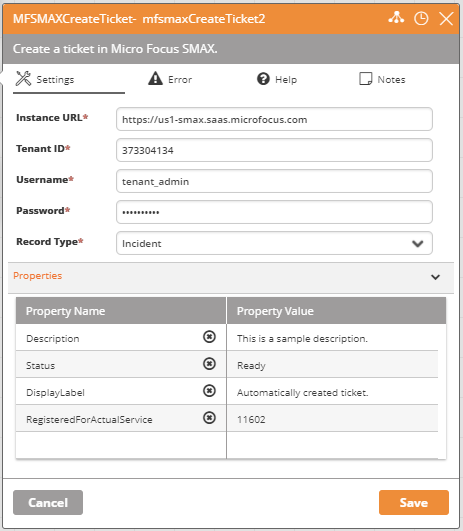 MFSMAXCreateTicket- mfsmaxCreateTicket2
Create a ticket in Micro Focus SMAX.
Settings Error Help Notes
Instance URL* https://us1-smax.saas.microfocus.com
Tenant ID* 373304134
Username* tenant_admin
Password* ••••••••••
Record Type* Incident
Properties
Property Name Property Value
Description This is a sample description.
Status Ready
DisplayLabel Automatically created ticket.
RegisteredForActualService 11602
Cancel Save